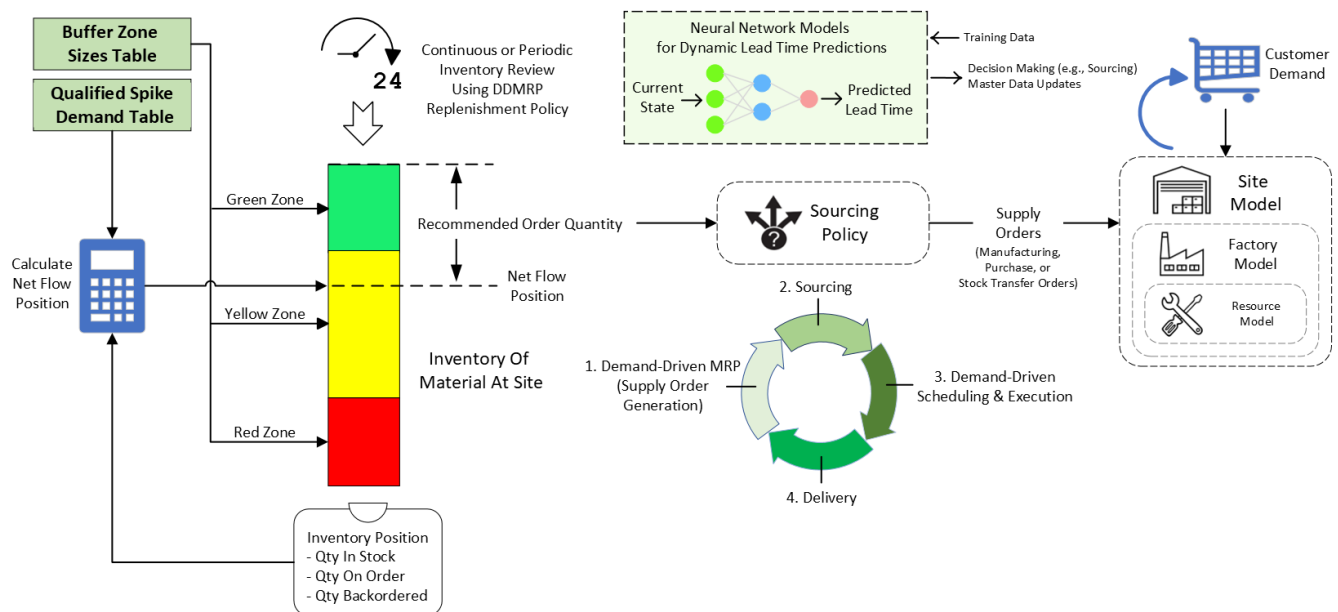 Buffer Zone
Sizes Table
Qualified Spike
Demand Table
24
Continuous or Periodic
Inventory Review
Using DDMRP
Replenishment Policy
Neural Network Models
for Dynamic Lead Time Predictions
Current
State
Predicted
Lead Time
Training Data
Decision Making (e.g., Sourcing)
Master Data Updates
Customer
Demand
Green Zone
Recommended Order Quantity
Sourcing
Policy
?
Supply
Orders
(Manufacturing,
Purchase, or
Stock Transfer Orders)
Site
Model
Factory
Model
Resource
Model
Calculate
Net Flow
Position
Net Flow
Position
Yellow Zone
Inventory Of
Material At Site
Red Zone
2. Sourcing
1. Demand-Driven MRP
(Supply Order
Generation)
3. Demand-Driven
Scheduling & Execution
4. Delivery
Inventory Position
- Qty In Stock
- Qty On Order
- Qty Backordered